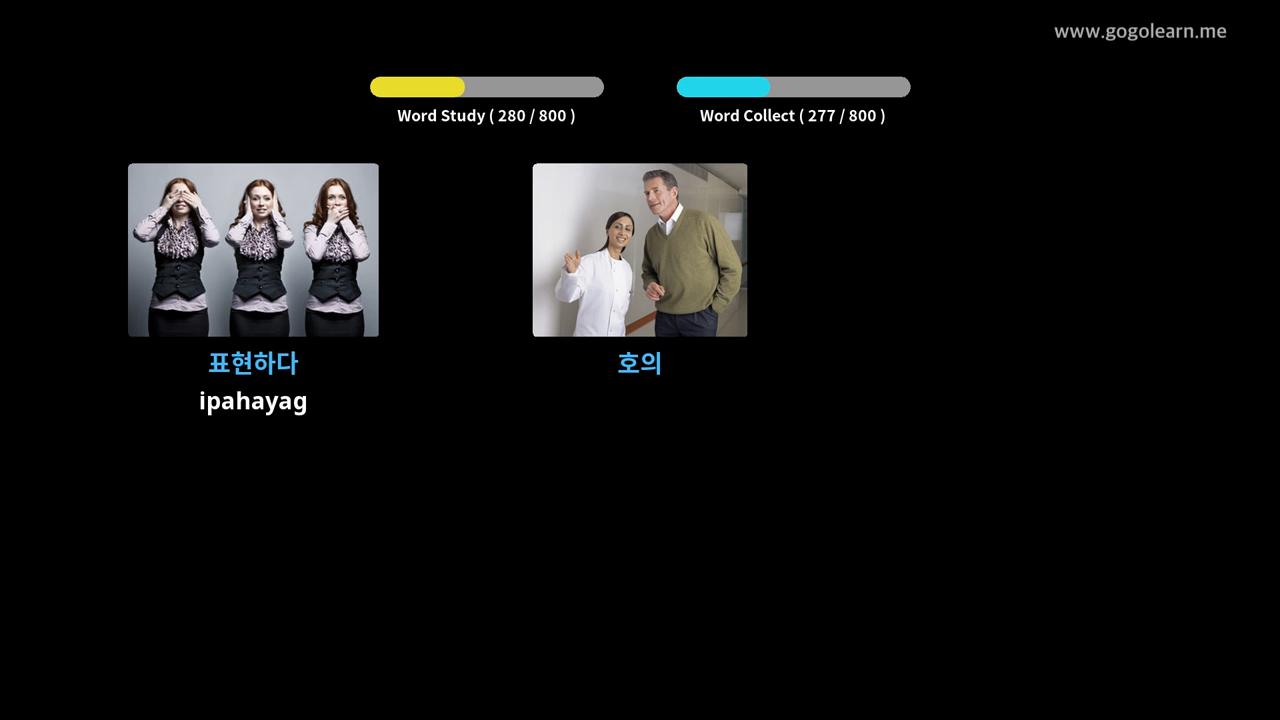 www.gogolearn.me
Word Study ( 280 / 800 )
Word Collect ( 277 / 800 )
표현하다
ipahayag
호의